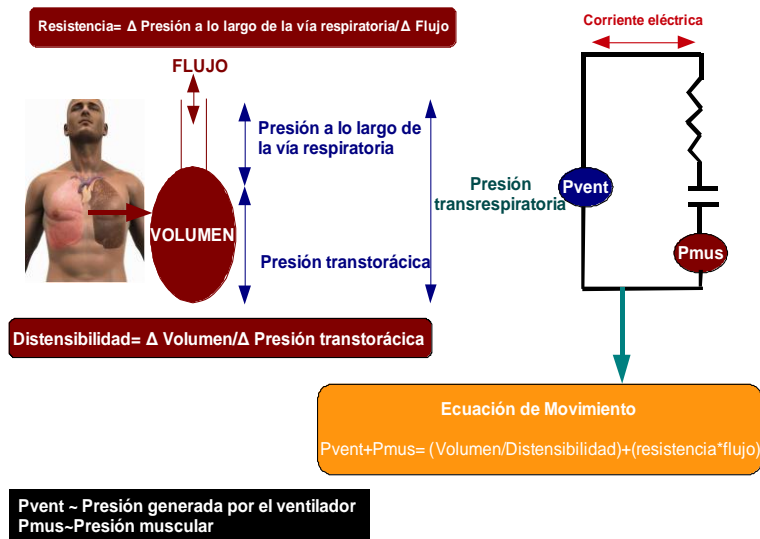 Resistencia= Δ Presión a lo largo de la vía respiratoria/Δ Flujo
Corriente eléctrica
FLUJO
Presión a lo largo de
la vía respiratoria
Presión
transrespiratoria
Pvent
VOLUMEN
Presión transtorácica
Pmus
Distensibilidad= Δ Volumen/Δ Presión transtorácica
Ecuación de Movimiento
Pvent+Pmus= (Volumen/Distensibilidad)+(resistencia*flujo)
Pvent ~ Presión generada por el ventilador
Pmus~Presión muscular